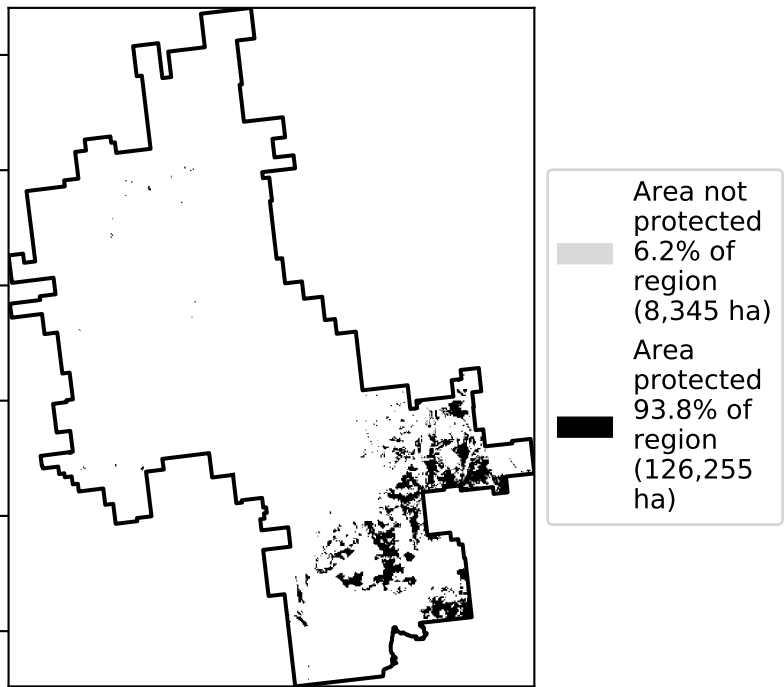 Area not
protected
6.2% of
region
(8,345 ha)
Area
protected
93.8% of
region
(126,255
ha)